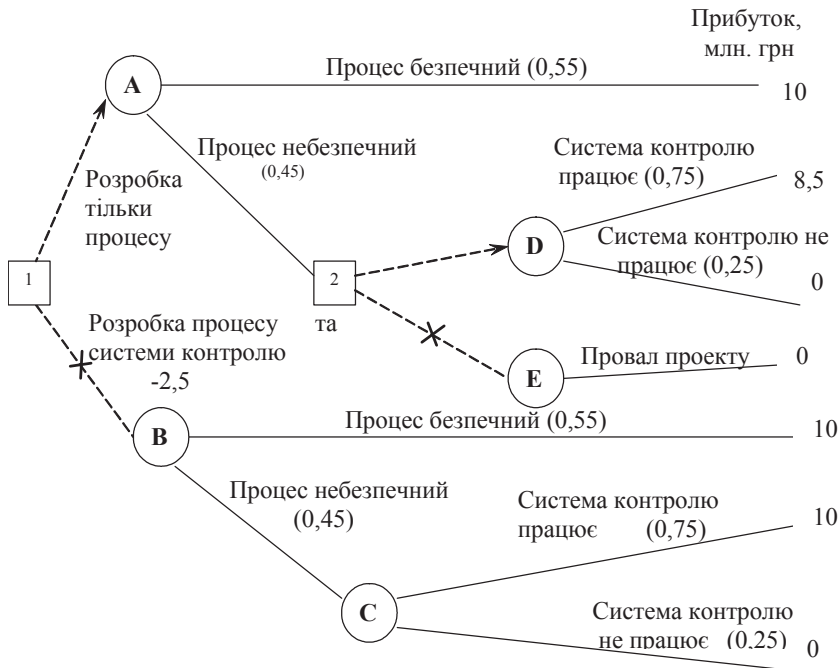 Прибуток,
млн. грн
Процес безпечний (0,55)
10
A
Процес небезпечний
(0,45)
Система контролю
працює (0,75)
8,5
Розробка
тільки
процесу
D
Система контролю не
працює (0,25)
0
1
2
Розробка процесу та
системи контролю
-2,5
E
Провал проекту
0
B
Процес безпечний (0,55)
10
Процес небезпечний
(0,45)
Система контролю
працює (0,75)
10
C
Система контролю
не працює (0,25)
0